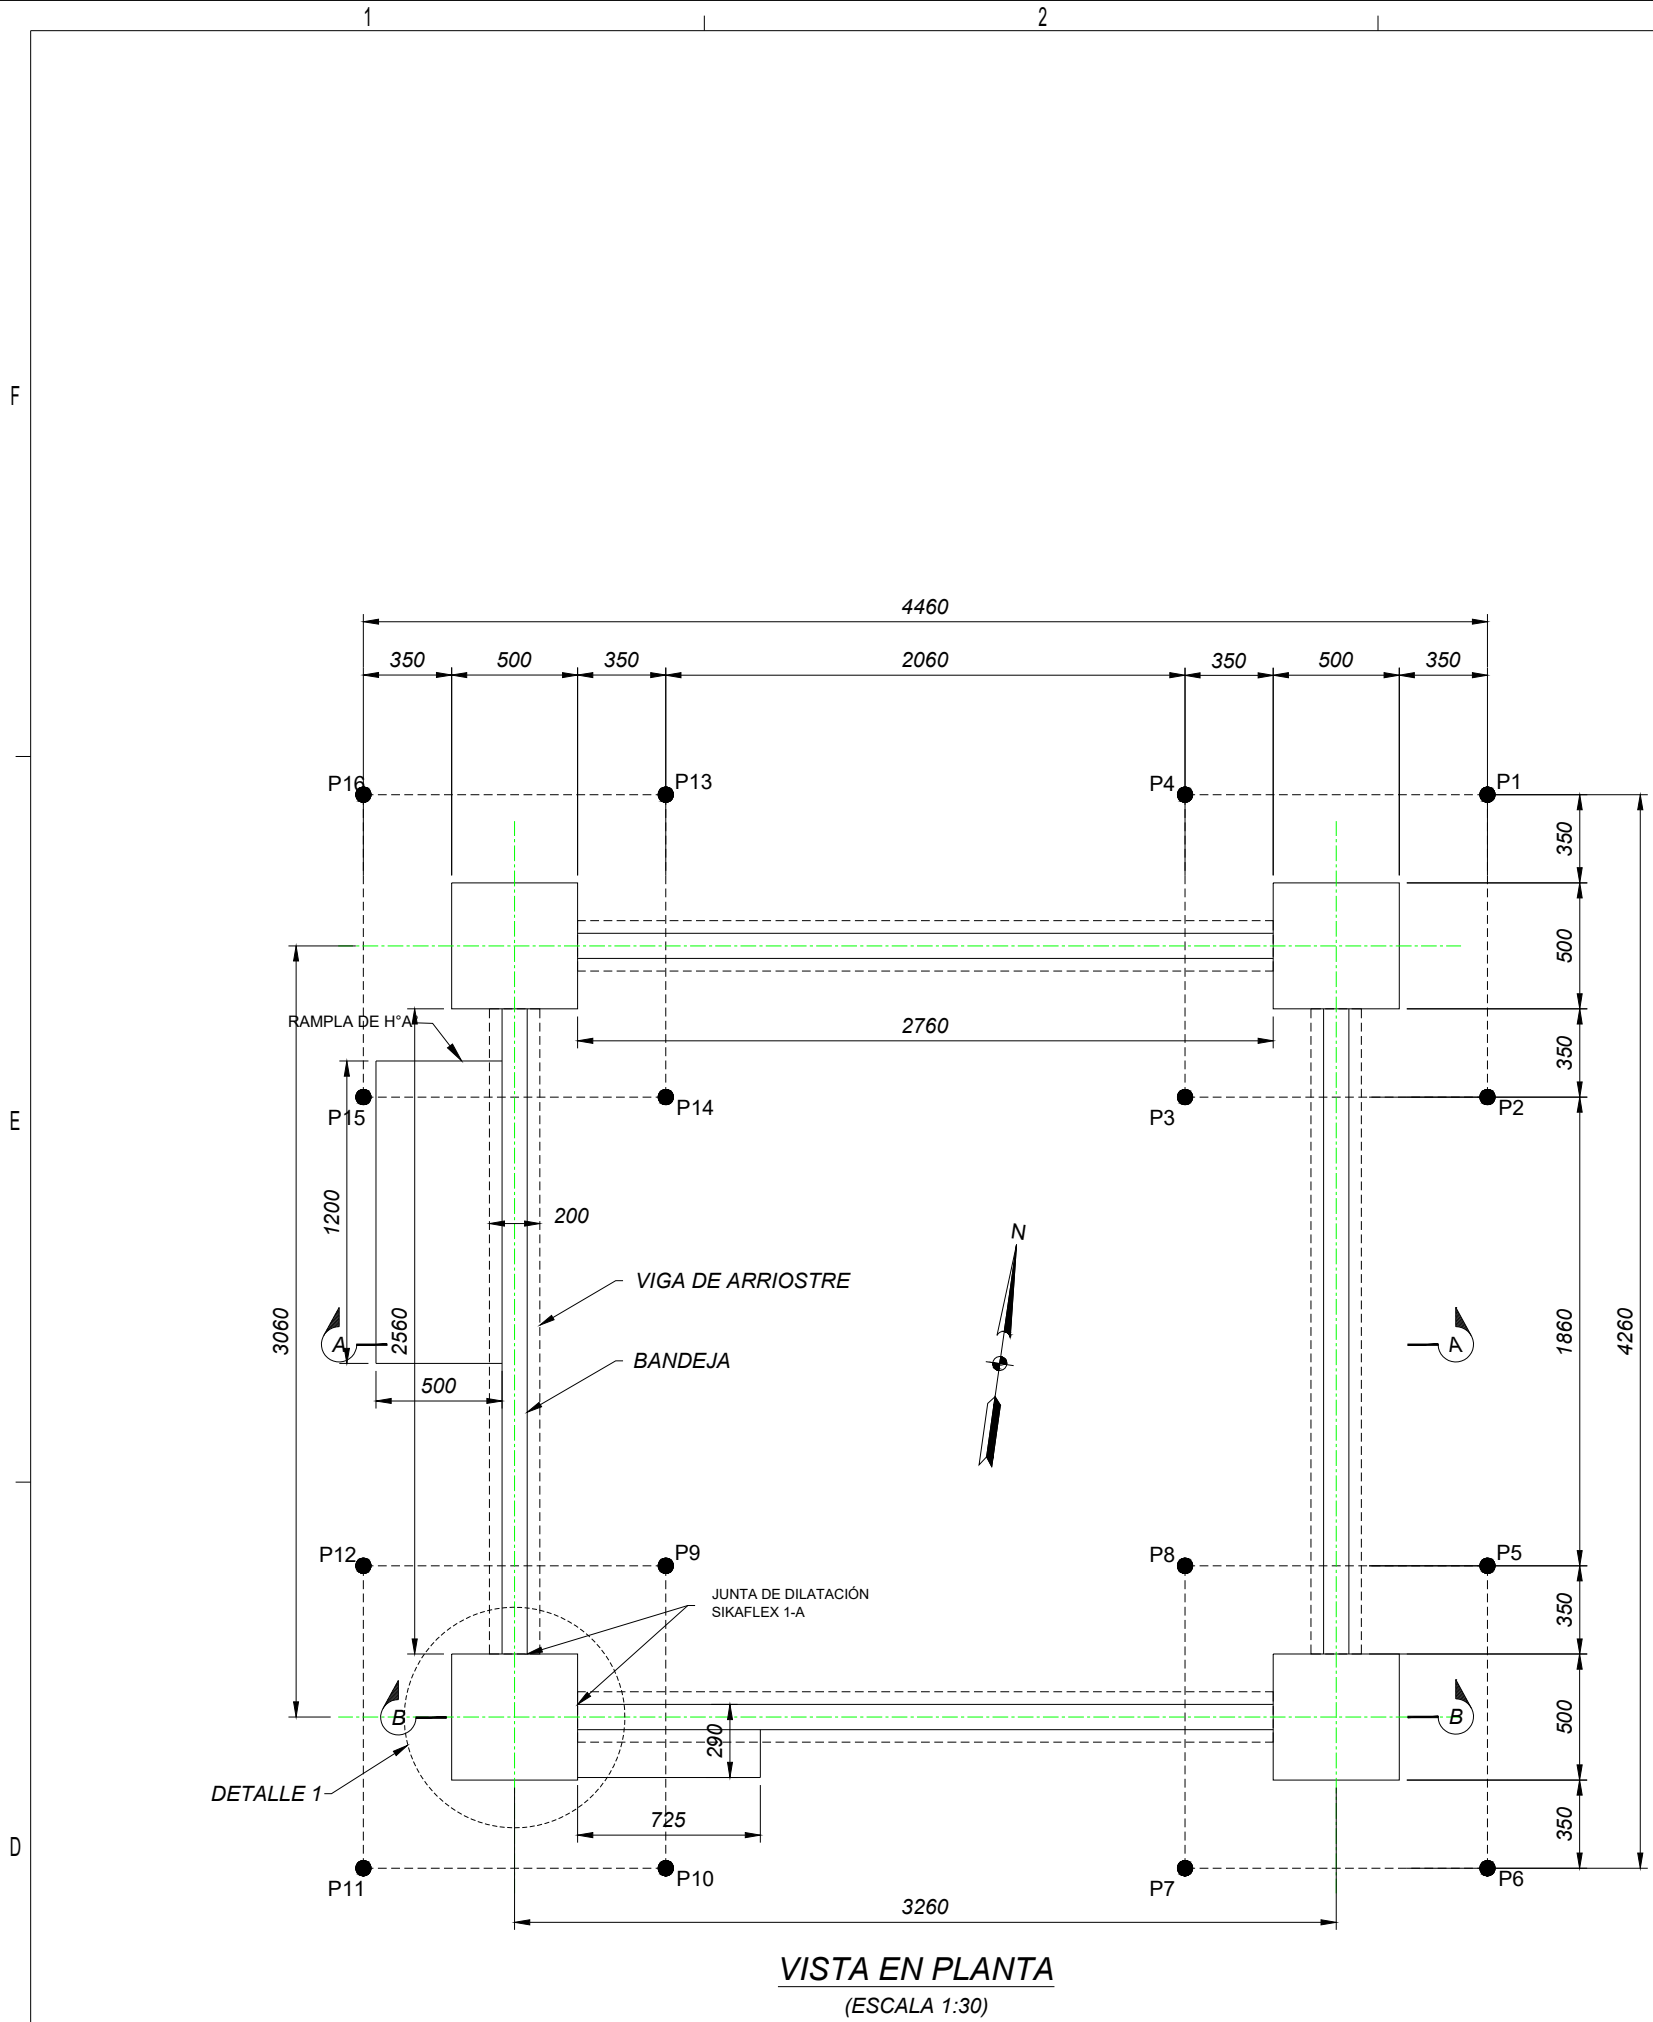 1 2
F
4460
350 500 350 2060 350 500 350
P16 P13 P4 P1
350
500
RAMPLA DE H°A°
2760
350
P15 P14 P3 P2
E
1200
200
N
VIGA DE ARRIOSTRE
3060
A
2560
BANDEJA
1860
4260
A
500
P12 P9 P8 P5
JUNTA DE DILATACIÓN
SIKAFLEX 1-A
350
B
290
B
500
DETALLE 1
725
350
D
P11 P10 P7 P6
3260
VISTA EN PLANTA
(ESCALA 1:30)